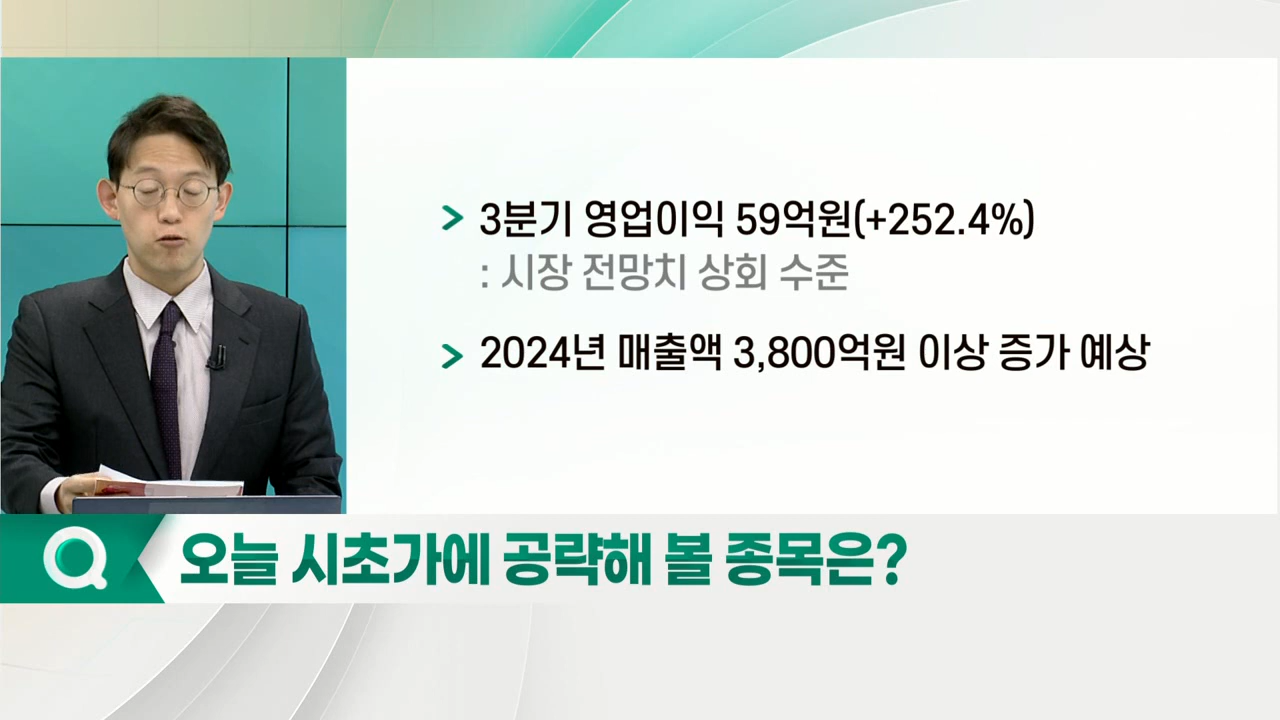 > 3분기 영업이익 59억원(+252.4%)
: 시장 전망치 상회 수준
> 2024년 매출액 3,800억원 이상 증가 예상
Q 오늘 시초가에 공략해 볼 종목은?